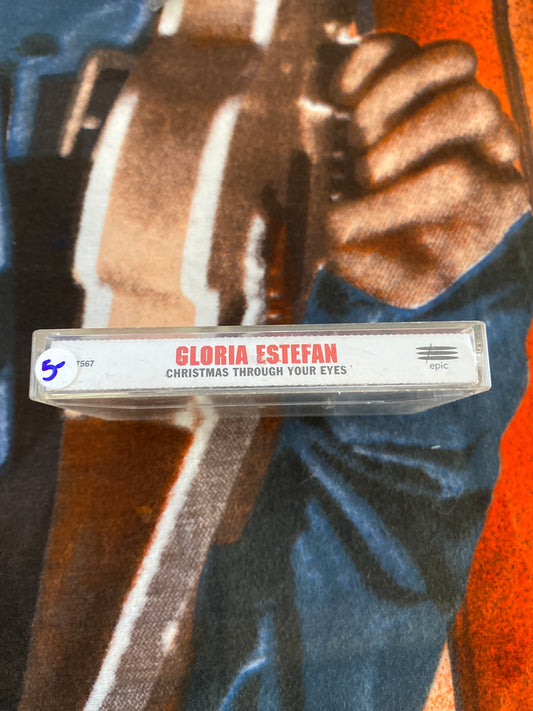 5-
7567
GLORIA ESTEFAN
CHRISTMAS THROUGH YOUR EYES
epic